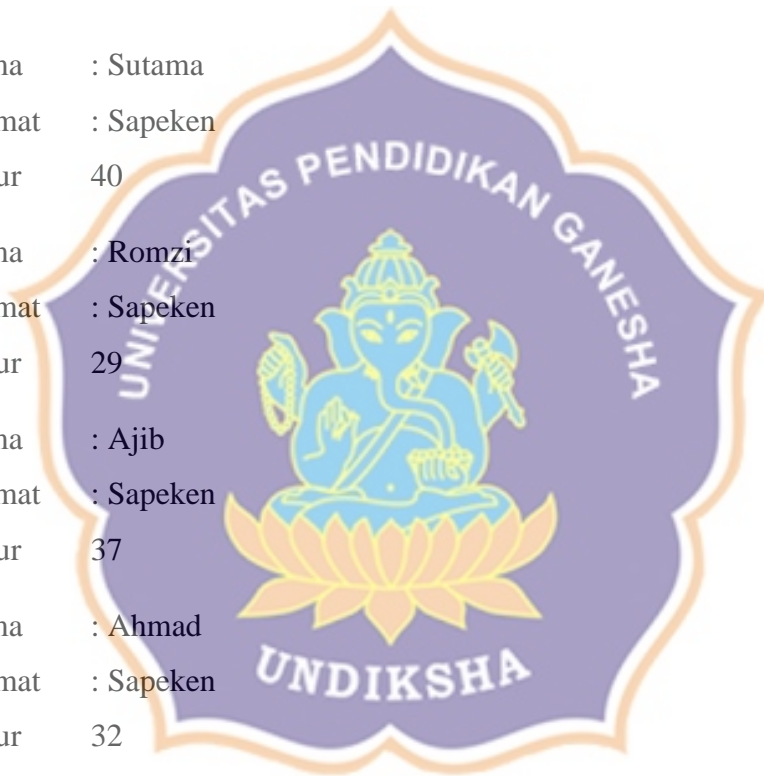 na : Sutama
mat : Sapeken
ur 40
na : Romzi
mat : Sapeken
ur 29
na : Ajib
mat : Sapeken
ur 37
na : Ahmad
mat : Sapeken
ur 32
UNIVERSITAS PENDIDIKAN GANESHA
UNDIKSHA